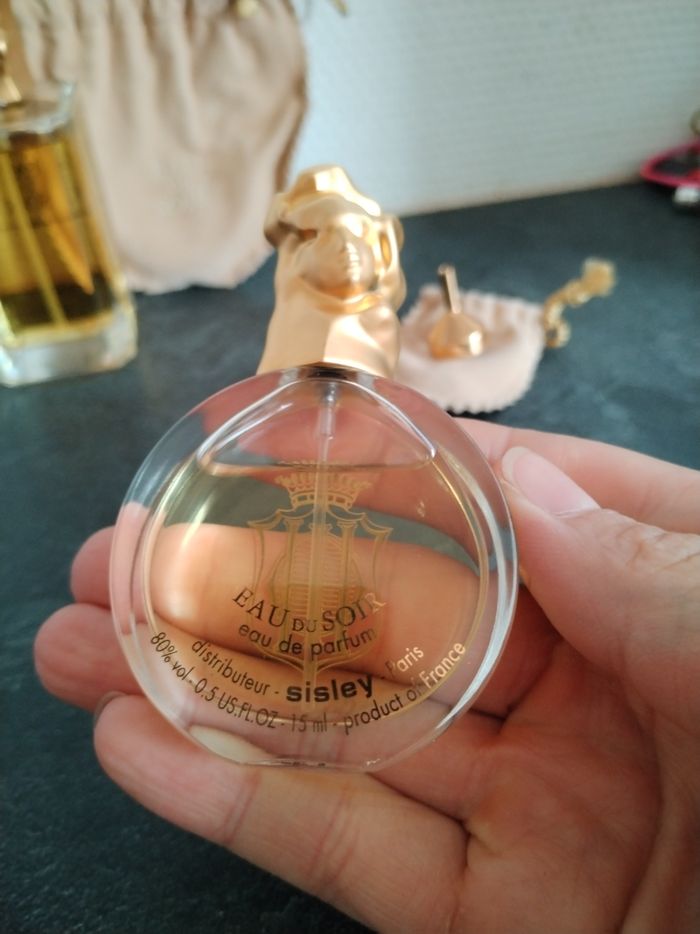 EAU DU SOIR
eau de parfum
distributeur - sisley Paris
80% vol - 0.5 US.FL.OZ - 15 ml - product of France